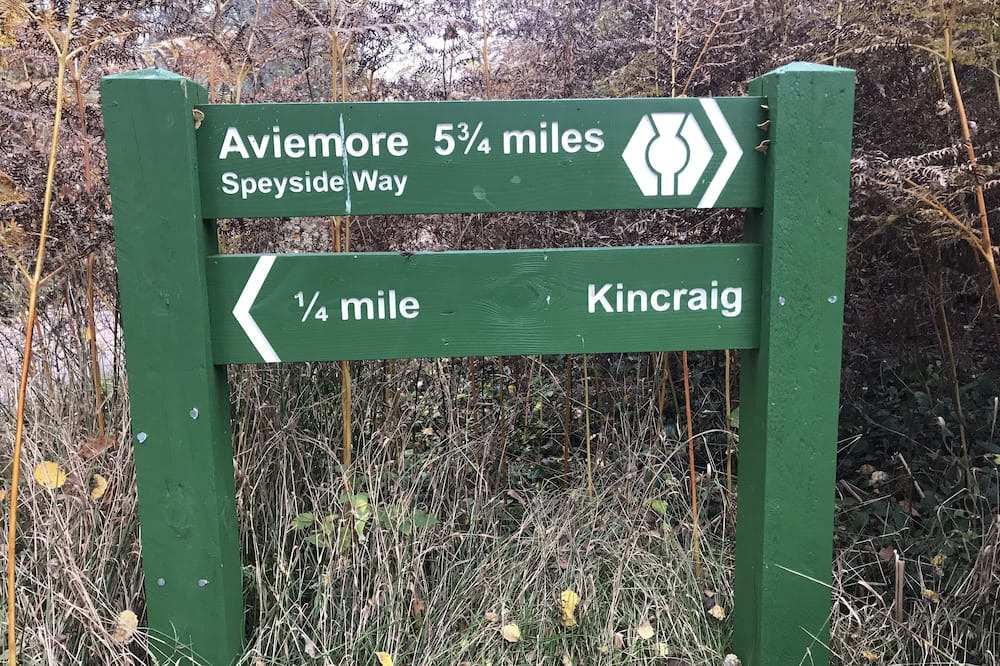 Aviemore 5¾ miles
Speyside Way
¼ mile Kincraig